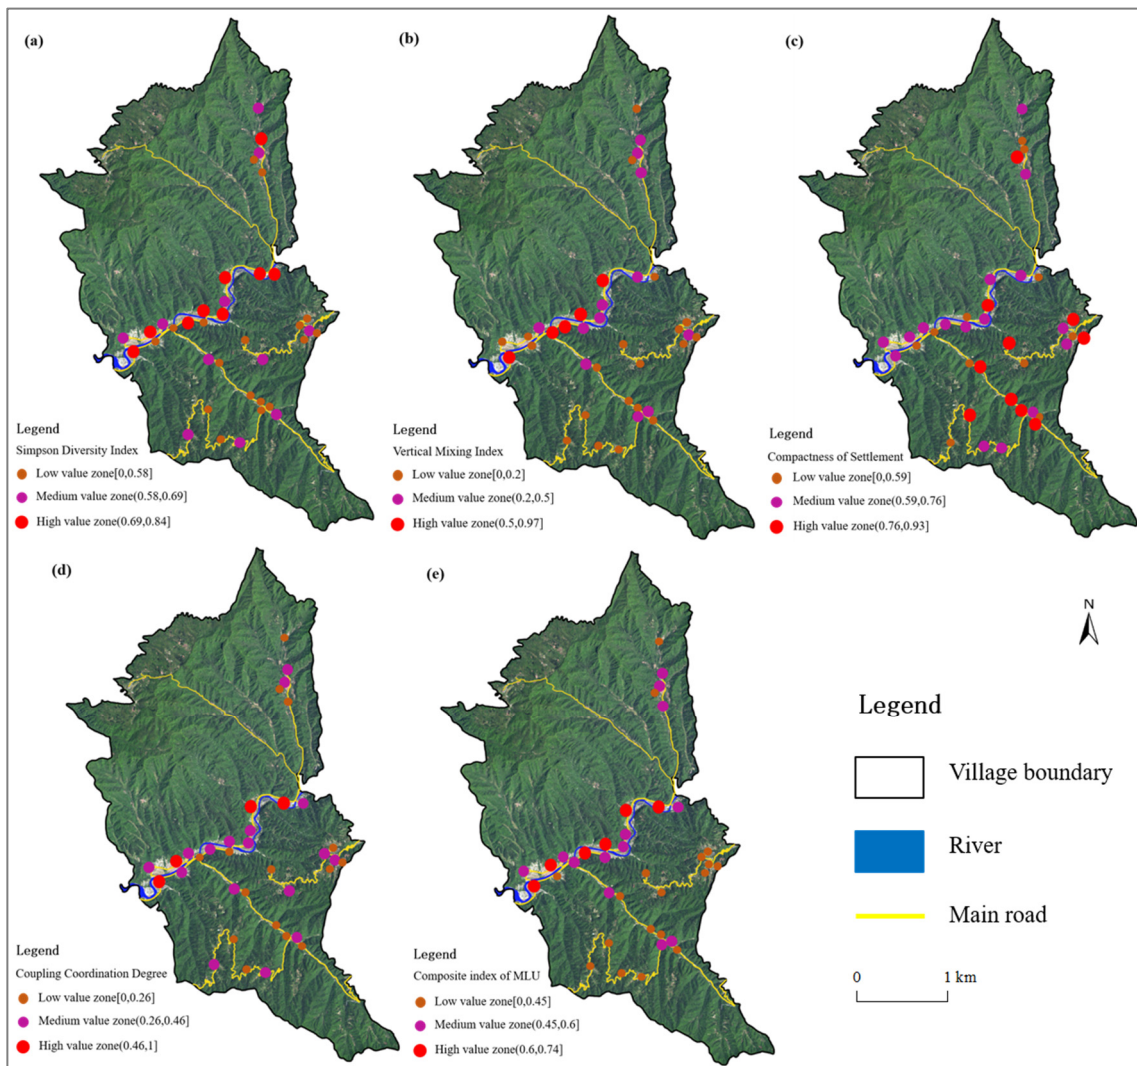 (a)
Legend
Simpson Diversity Index
Low value zone[0,0.58]
Medium value zone(0.58,0.69]
High value zone(0.69,0.84]
(b)
Legend
Vertical Mixing Index
Low value zone[0,0.2]
Medium value zone(0.2,0.5]
High value zone(0.5,0.97]
(c)
Legend
Compactness of Settlement
Low value zone[0,0.59]
Medium value zone(0.59,0.76]
High value zone(0.76,0.93]
(d)
Legend
Coupling Coordination Degree
Low value zone[0,0.26]
Medium value zone(0.26,0.46]
High value zone(0.46,1]
(e)
Legend
Composite index of MLU
Low value zone[0,0.45]
Medium value zone(0.45,0.6]
High value zone(0.6,0.74]
N
Legend
Village boundary
River
Main road
0 1 km